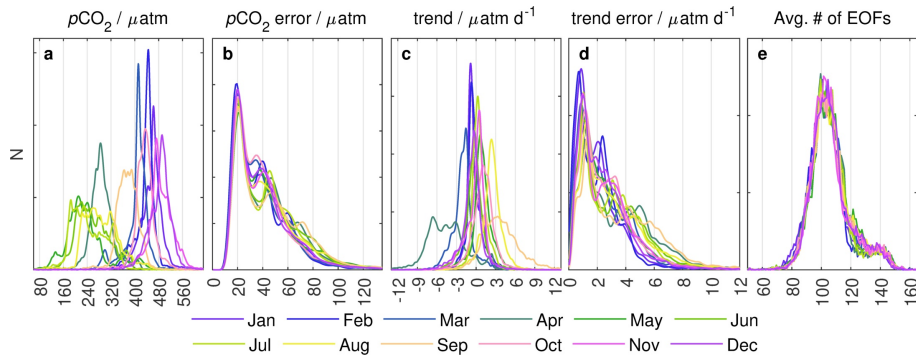 pCO2 / μatm
pCO2 error / μatm
trend / μatm d-1
trend error / μatm d-1
Avg. # of EOFs
a
b
c
d
e
N
80 160 240 320 400 480 560
0 20 40 60 80 100 120
-12 -9 -6 -3 0 3 6 9 12
0 2 4 6 8 10 12
60 80 100 120 140 160
Jan Feb Mar Apr May Jun
Jul Aug Sep Oct Nov Dec